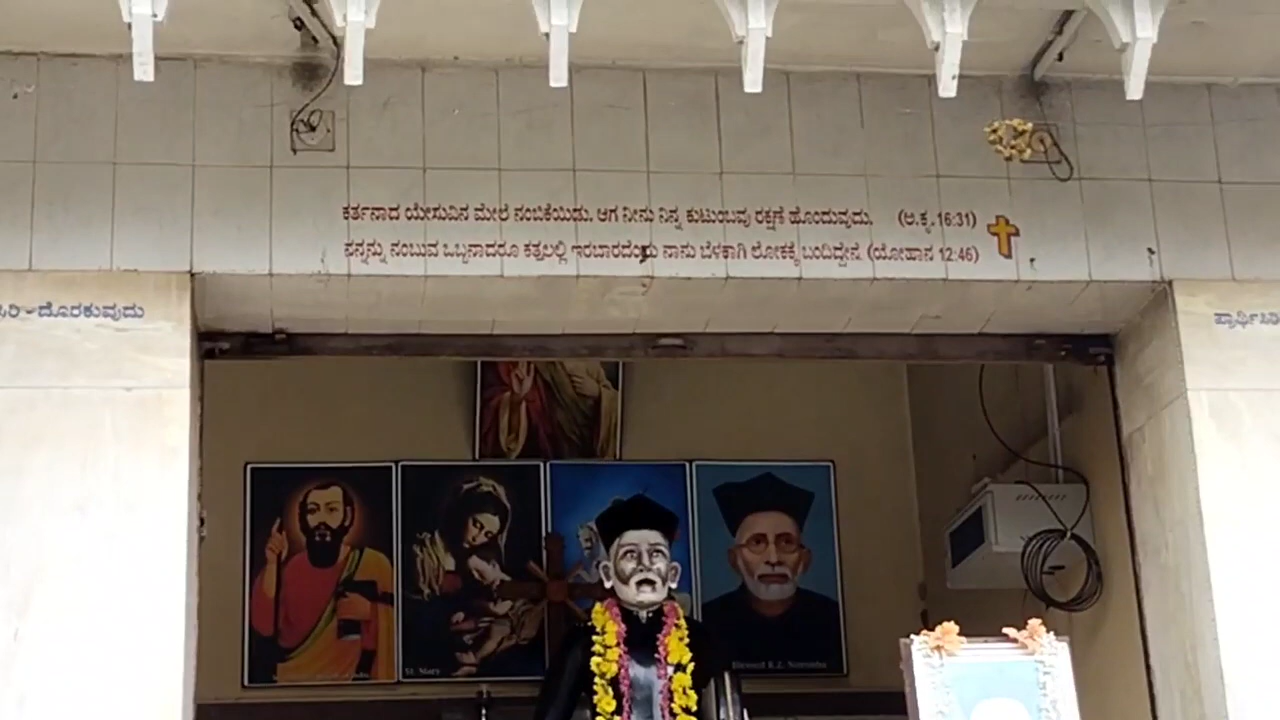 ಕರ್ತನಾದ ಯೇಸುವಿನ ಮೇಲೆ ನಂಬಿಕೆಯಿಡು, ಆಗ ನೀನು ನಿನ್ನ ಕುಟುಂಬವು ರಕ್ಷಣೆ ಹೊಂದುವುದು, (ಅ.ಕೃ.16:31)
ನನ್ನನ್ನು ನಂಬುವ ಒಬ್ಬನಾದರೂ ಕತ್ತಲಲ್ಲಿ ಇರಬಾರದೆಂದು ನಾನು ಬೆಳಕಾಗಿ ಲೋಕಕ್ಕೆ ಬಂದಿದ್ದೇನೆ. (ಯೋಹಾನ 12:46)
ಸಿರಿ - ದೊರಕುವುದು
ಪ್ರಾರ್ಥಿಸಿರಿ
St. Mary
Blessed R.Z. Noronha